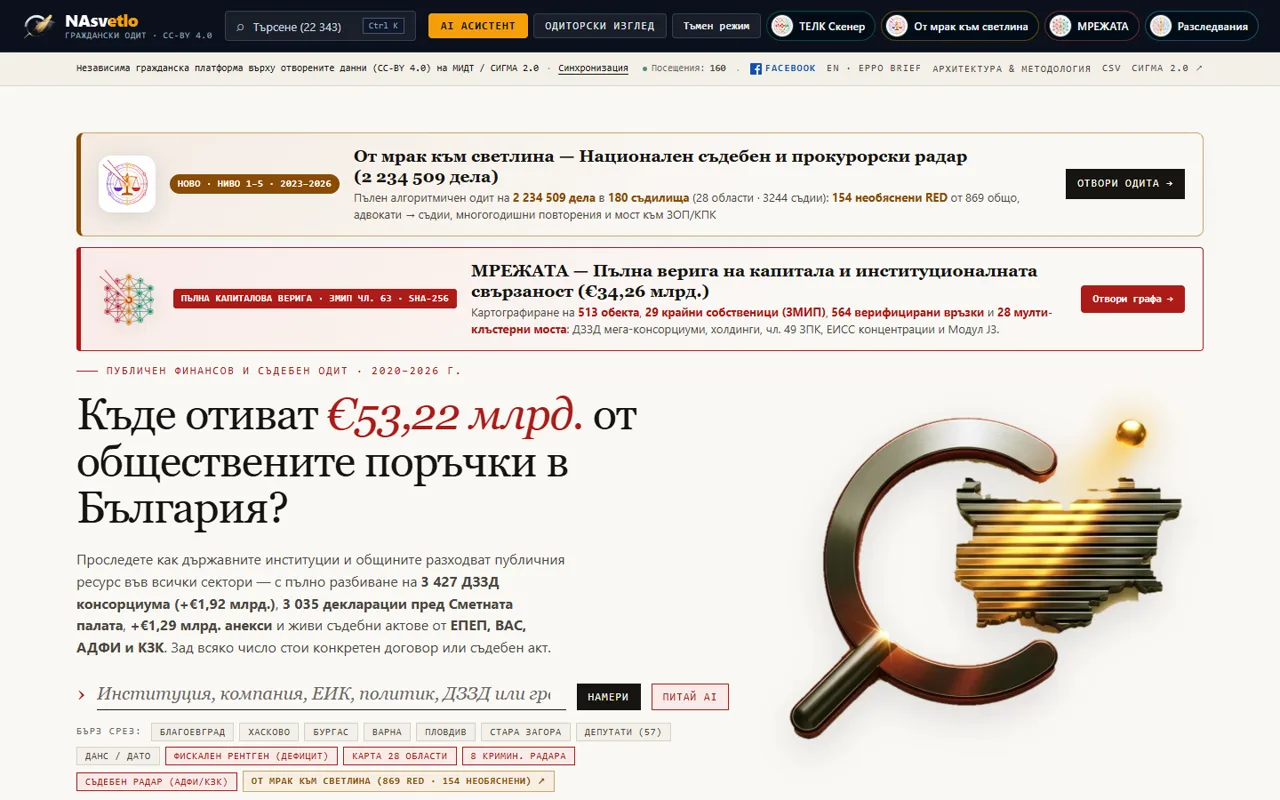 NAsvetlo
ГРАЖДАНСКИ ОДИТ · CC-BY 4.0
Търсене (22 343)
Ctrl K
AI АСИСТЕНТ
ОДИТОРСКИ ИЗГЛЕД
Тъмен режим
ТЕЛК Скенер
От мрак към светлина
МРЕЖАТА
Разследвания
Независима гражданска платформа върху отворените данни (CC-BY 4.0) на МИДТ / СИГМА 2.0 · Синхронизация
Посещения: 160 ·
FACEBOOK
EN · EPPO BRIEF
АРХИТЕКТУРА & МЕТОДОЛОГИЯ
CSV
СИГМА 2.0 ↗
НОВО · НИВО 1–5 · 2023–2026
От мрак към светлина — Национален съдебен и прокурорски радар
(2 234 509 дела)
Пълен алгоритмичен одит на 2 234 509 дела в 180 съдилища (28 области · 3244 съдии): 154 необяснени RED от 869 общо,
адвокати → съдии, многогодишни повторения и мост към ЗОП/КПК
ОТВОРИ ОДИТА →
ПЪЛНА КАПИТАЛОВА ВЕРИГА · ЗМИП ЧЛ. 63 · SHA-256
МРЕЖАТА — Пълна верига на капитала и институционалната
свързаност (€34,26 млрд.)
Картографиране на 513 обекта, 29 крайни собственици (ЗМИП), 564 верифицирани връзки и 28 мулти-
клъстерни моста: ДЗЗД мега-консорциуми, холдинги, чл. 49 ЗПК, ЕИСС концентрации и Модул J3.
Отвори графа →
ПУБЛИЧЕН ФИНАНСОВ И СЪДЕБЕН ОДИТ · 2020–2026 Г.
Къде отиват €53,22 млрд. от
обществените поръчки в
България?
Проследете как държавните институции и общините разходват публичния
ресурс във всички сектори — с пълно разбиване на 3 427 ДЗЗД
консорциума (+€1,92 млрд.), 3 035 декларации пред Сметната
палата, +€1,29 млрд. анекси и живи съдебни актове от ЕПЕП, ВАС,
АДФИ и КЗК. Зад всяко число стои конкретен договор или съдебен акт.
› Институция, компания, ЕИК, политик, ДЗЗД или гр
НАМЕРИ
ПИТАЙ AI
БЪРЗ СРЕЗ:
БЛАГОЕВГРАД
ХАСКОВО
БУРГАС
ВАРНА
ПЛОВДИВ
СТАРА ЗАГОРА
ДЕПУТАТИ (57)
ДАНС / ДАТО
ФИСКАЛЕН РЕНТГЕН (ДЕФИЦИТ)
КАРТА 28 ОБЛАСТИ
8 КРИМИН. РАДАРА
СЪДЕБЕН РАДАР (АДФИ/КЗК)
ОТ МРАК КЪМ СВЕТЛИНА (869 RED · 154 НЕОБЯСНЕНИ) ↗